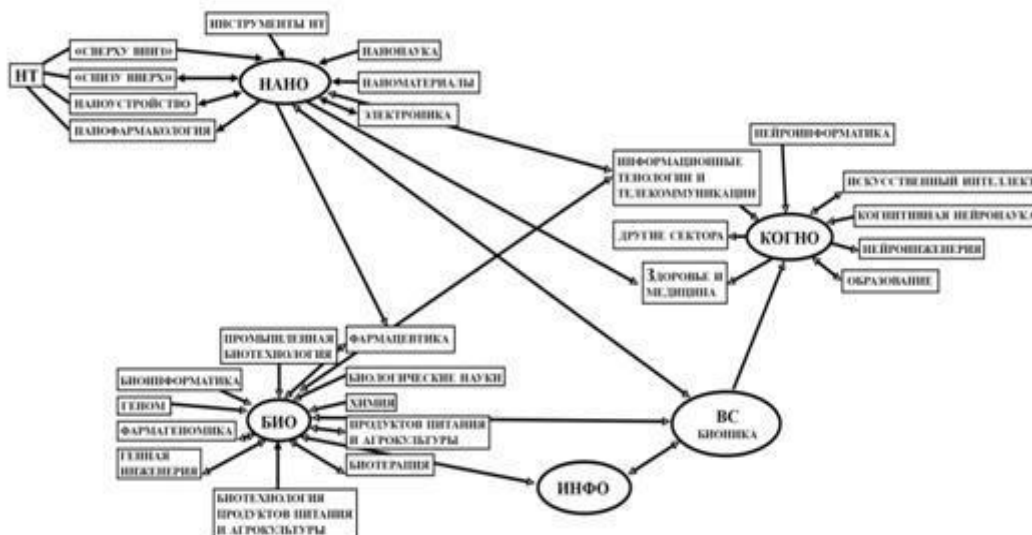 ИНСТРУМЕНТЫ НТ
«СВЕРХУ ВНИЗ»
НАНОНАУКА
НТ
«СНИЗУ ВВЕРХ»
НАНО
НАНОМАТЕРИАЛЫ
НАНОУСТРОЙСТВО
ЭЛЕКТРОНИКА
НАНОФАРМАКОЛОГИЯ
НЕЙРОИНФОРМАТИКА
ИНФОРМАЦИОННЫЕ
ТЕНОЛОГИИ И
ТЕЛЕКОММУНИКАЦИИ
ИСКУССТВЕННЫЙ ИНТЕЛЛЕКТ
КОГНИТИВНАЯ НЕЙРОНАУКА
ДРУГИЕ СЕКТОРА
КОГНО
НЕЙРОИНЖЕНЕРИЯ
ЗДОРОВЬЕ И
МЕДИЦИНА
ОБРАЗОВАНИЕ
ПРОМЫШЛЕННАЯ
БИОТЕХНОЛОГИЯ
ФАРМАЦЕВТИКА
БИОИНФОРМАТИКА
БИОЛОГИЧЕСКИЕ НАУКИ
ГЕНОМ
ХИМИЯ
БИО
ФАРМАГЕНОМИКА
ПРОДУКТОВ ПИТАНИЯ
И АГРОКУЛЬТУРЫ
ВС
БИОНИКА
ГЕННАЯ
ИНЖЕНЕРИЯ
БИОТЕРАПИЯ
ИНФО
БИОТЕХНОЛОГИЯ
ПРОДУКТОВ ПИТАНИЯ
И АГРОКУЛЬТУРЫ